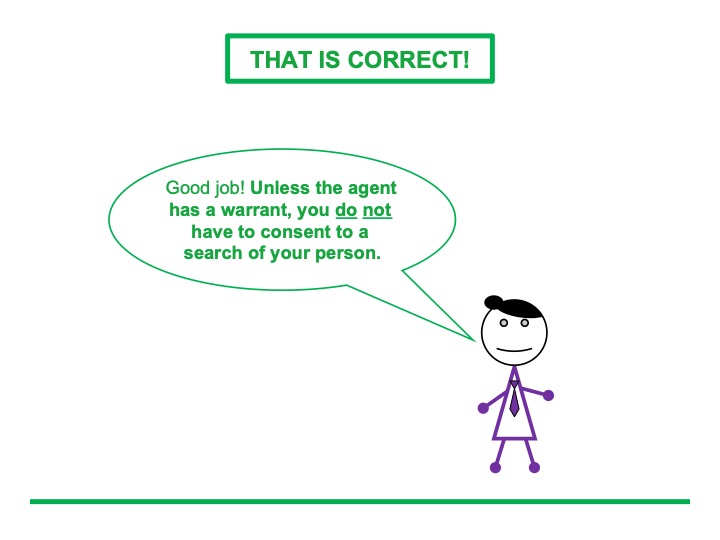 THAT IS CORRECT!
Good job! Unless the agent
has a warrant, you do not
have to consent to a
search of your person.